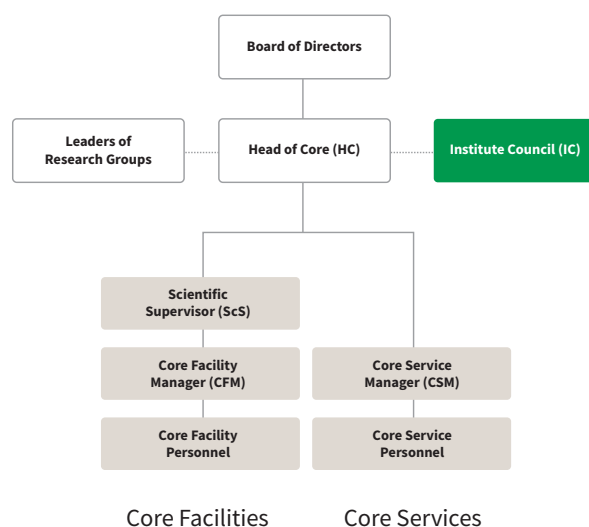 Board of Directors
Leaders of
Research Groups
Head of Core (HC)
Institute Council (IC)
Scientific
Supervisor (ScS)
Core Facility
Manager (CFM)
Core Service
Manager (CSM)
Core Facility
Personnel
Core Service
Personnel
Core Facilities
Core Services